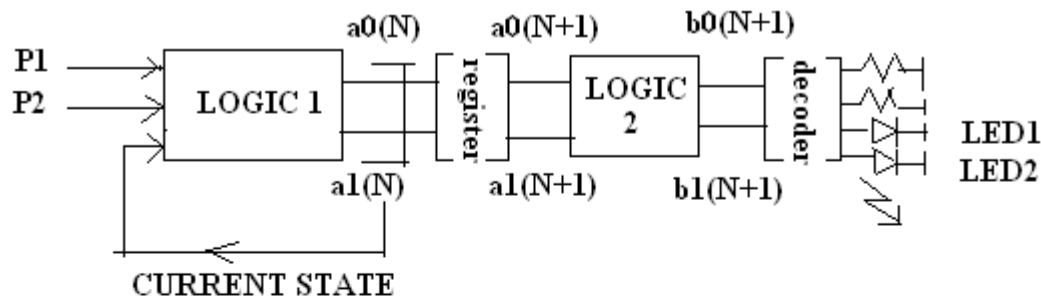 a0(N)
a0(N+1)
b0(N+1)
P1
P2
LOGIC 1
register
LOGIC
2
decoder
LED1
LED2
a1(N)
a1(N+1)
b1(N+1)
CURRENT STATE